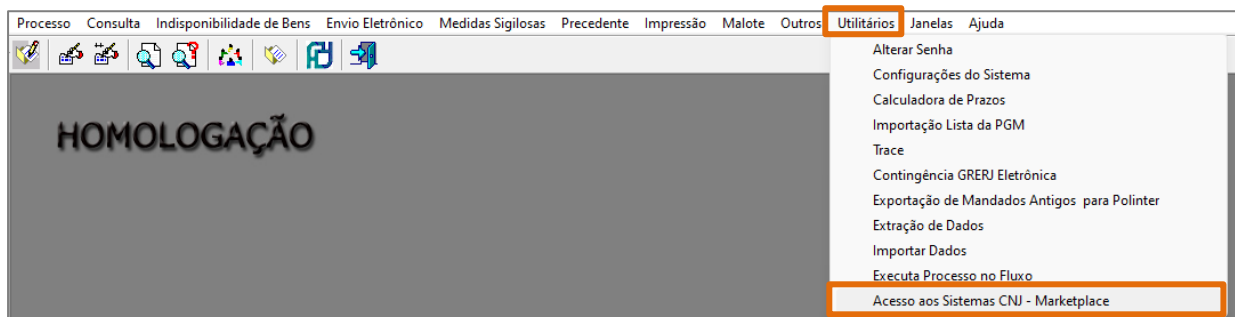 Processo Consulta Indisponibilidade de Bens Envio Eletrônico Medidas Sigilosas Precedente Impressão Malote Outros Utilitários Janelas Ajuda
Alterar Senha
Configurações do Sistema
Calculadora de Prazos
HOMOLOGAÇÃO
Importação Lista da PGM
Trace
Contingência GRERJ Eletrônica
Exportação de Mandados Antigos para Polinter
Extração de Dados
Importar Dados
Executa Processo no Fluxo
Acesso aos Sistemas CNJ - Marketplace